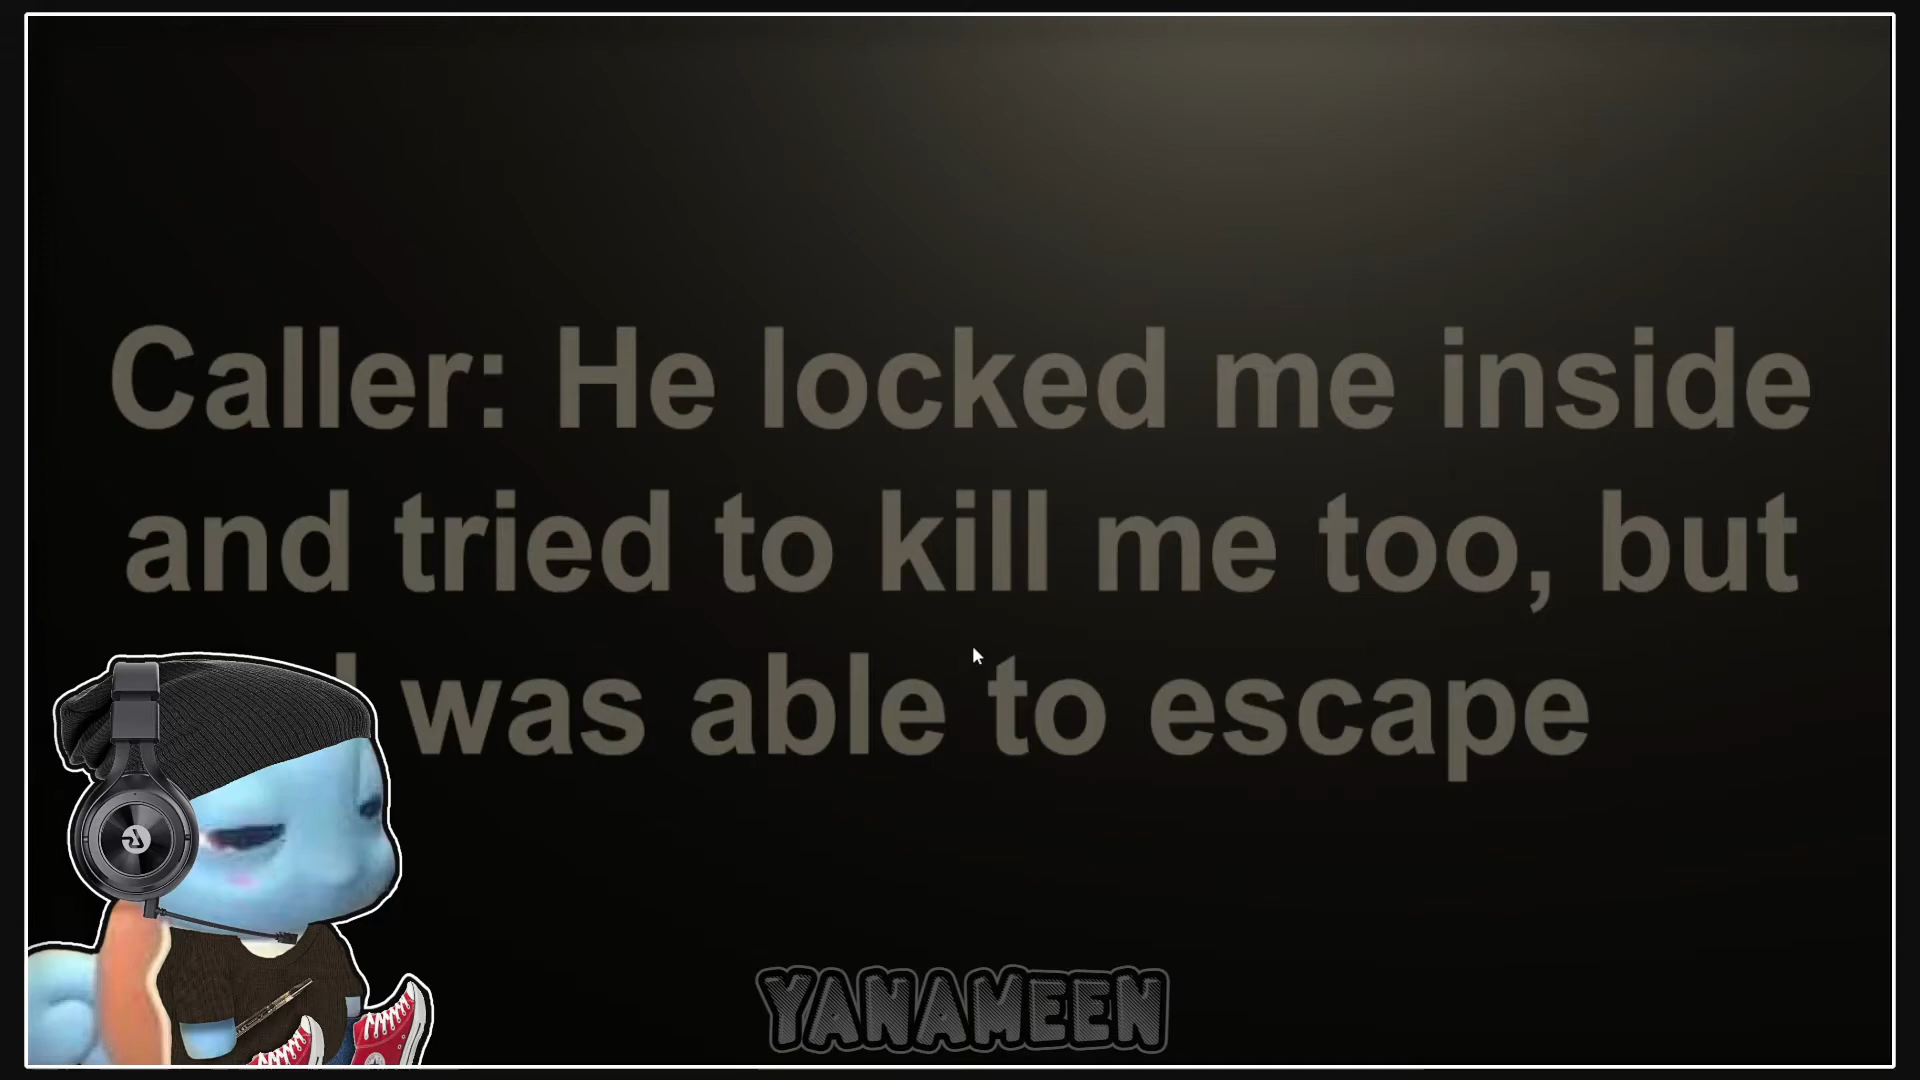 Caller: He locked me inside
and tried to kill me too, but
I was able to escape
YANAMEEN